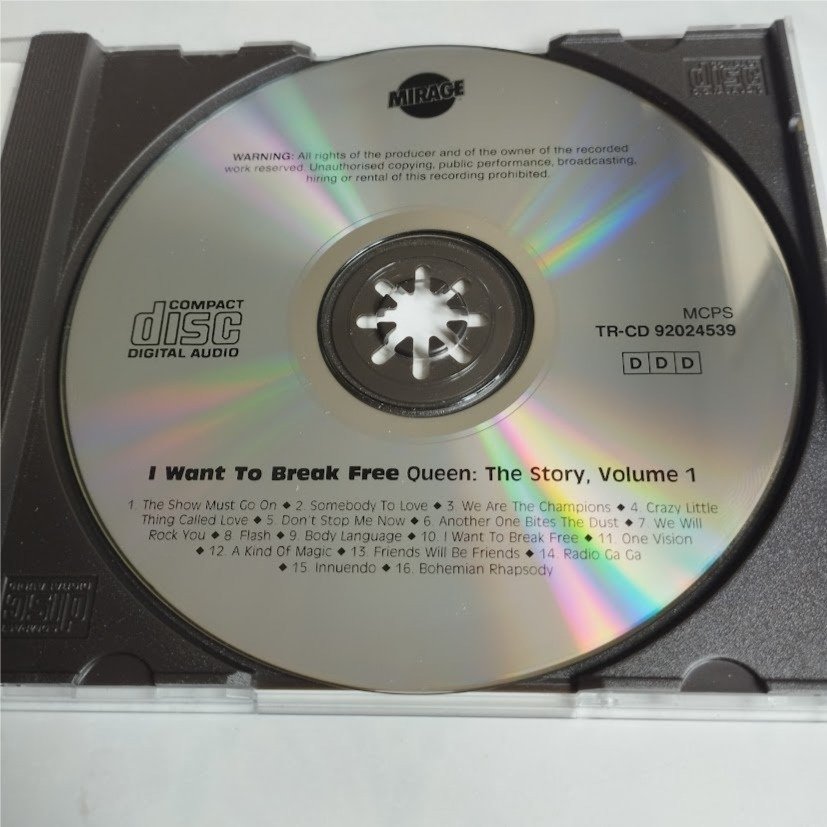 MIRAGE
disc
WARNING: All rights of the producer and of the owner of the recorded
work reserved. Unauthorised copying, public performance, broadcasting,
hiring or rental of this recording prohibited.
COMPACT
disc
DIGITAL AUDIO
MCPS
TR-CD 92024539
D D D
I Want To Break Free Queen: The Story, Volume 1
1. The Show Must Go On ◆ 2. Somebody To Love ◆ 3. We Are The Champions ◆ 4. Crazy Little
Thing Called Love ◆ 5. Don't Stop Me Now ◆ 6. Another One Bites The Dust ◆ 7. We Will
Rock You ◆ 8. Flash ◆ 9. Body Language ◆ 10. I Want To Break Free ◆ 11. One Vision
◆ 12. A Kind Of Magic ◆ 13. Friends Will Be Friends ◆ 14. Radio Ga Ga
◆ 15. Innuendo ◆ 16. Bohemian Rhapsody
COMPACT
disc
DIGITAL AUDIO